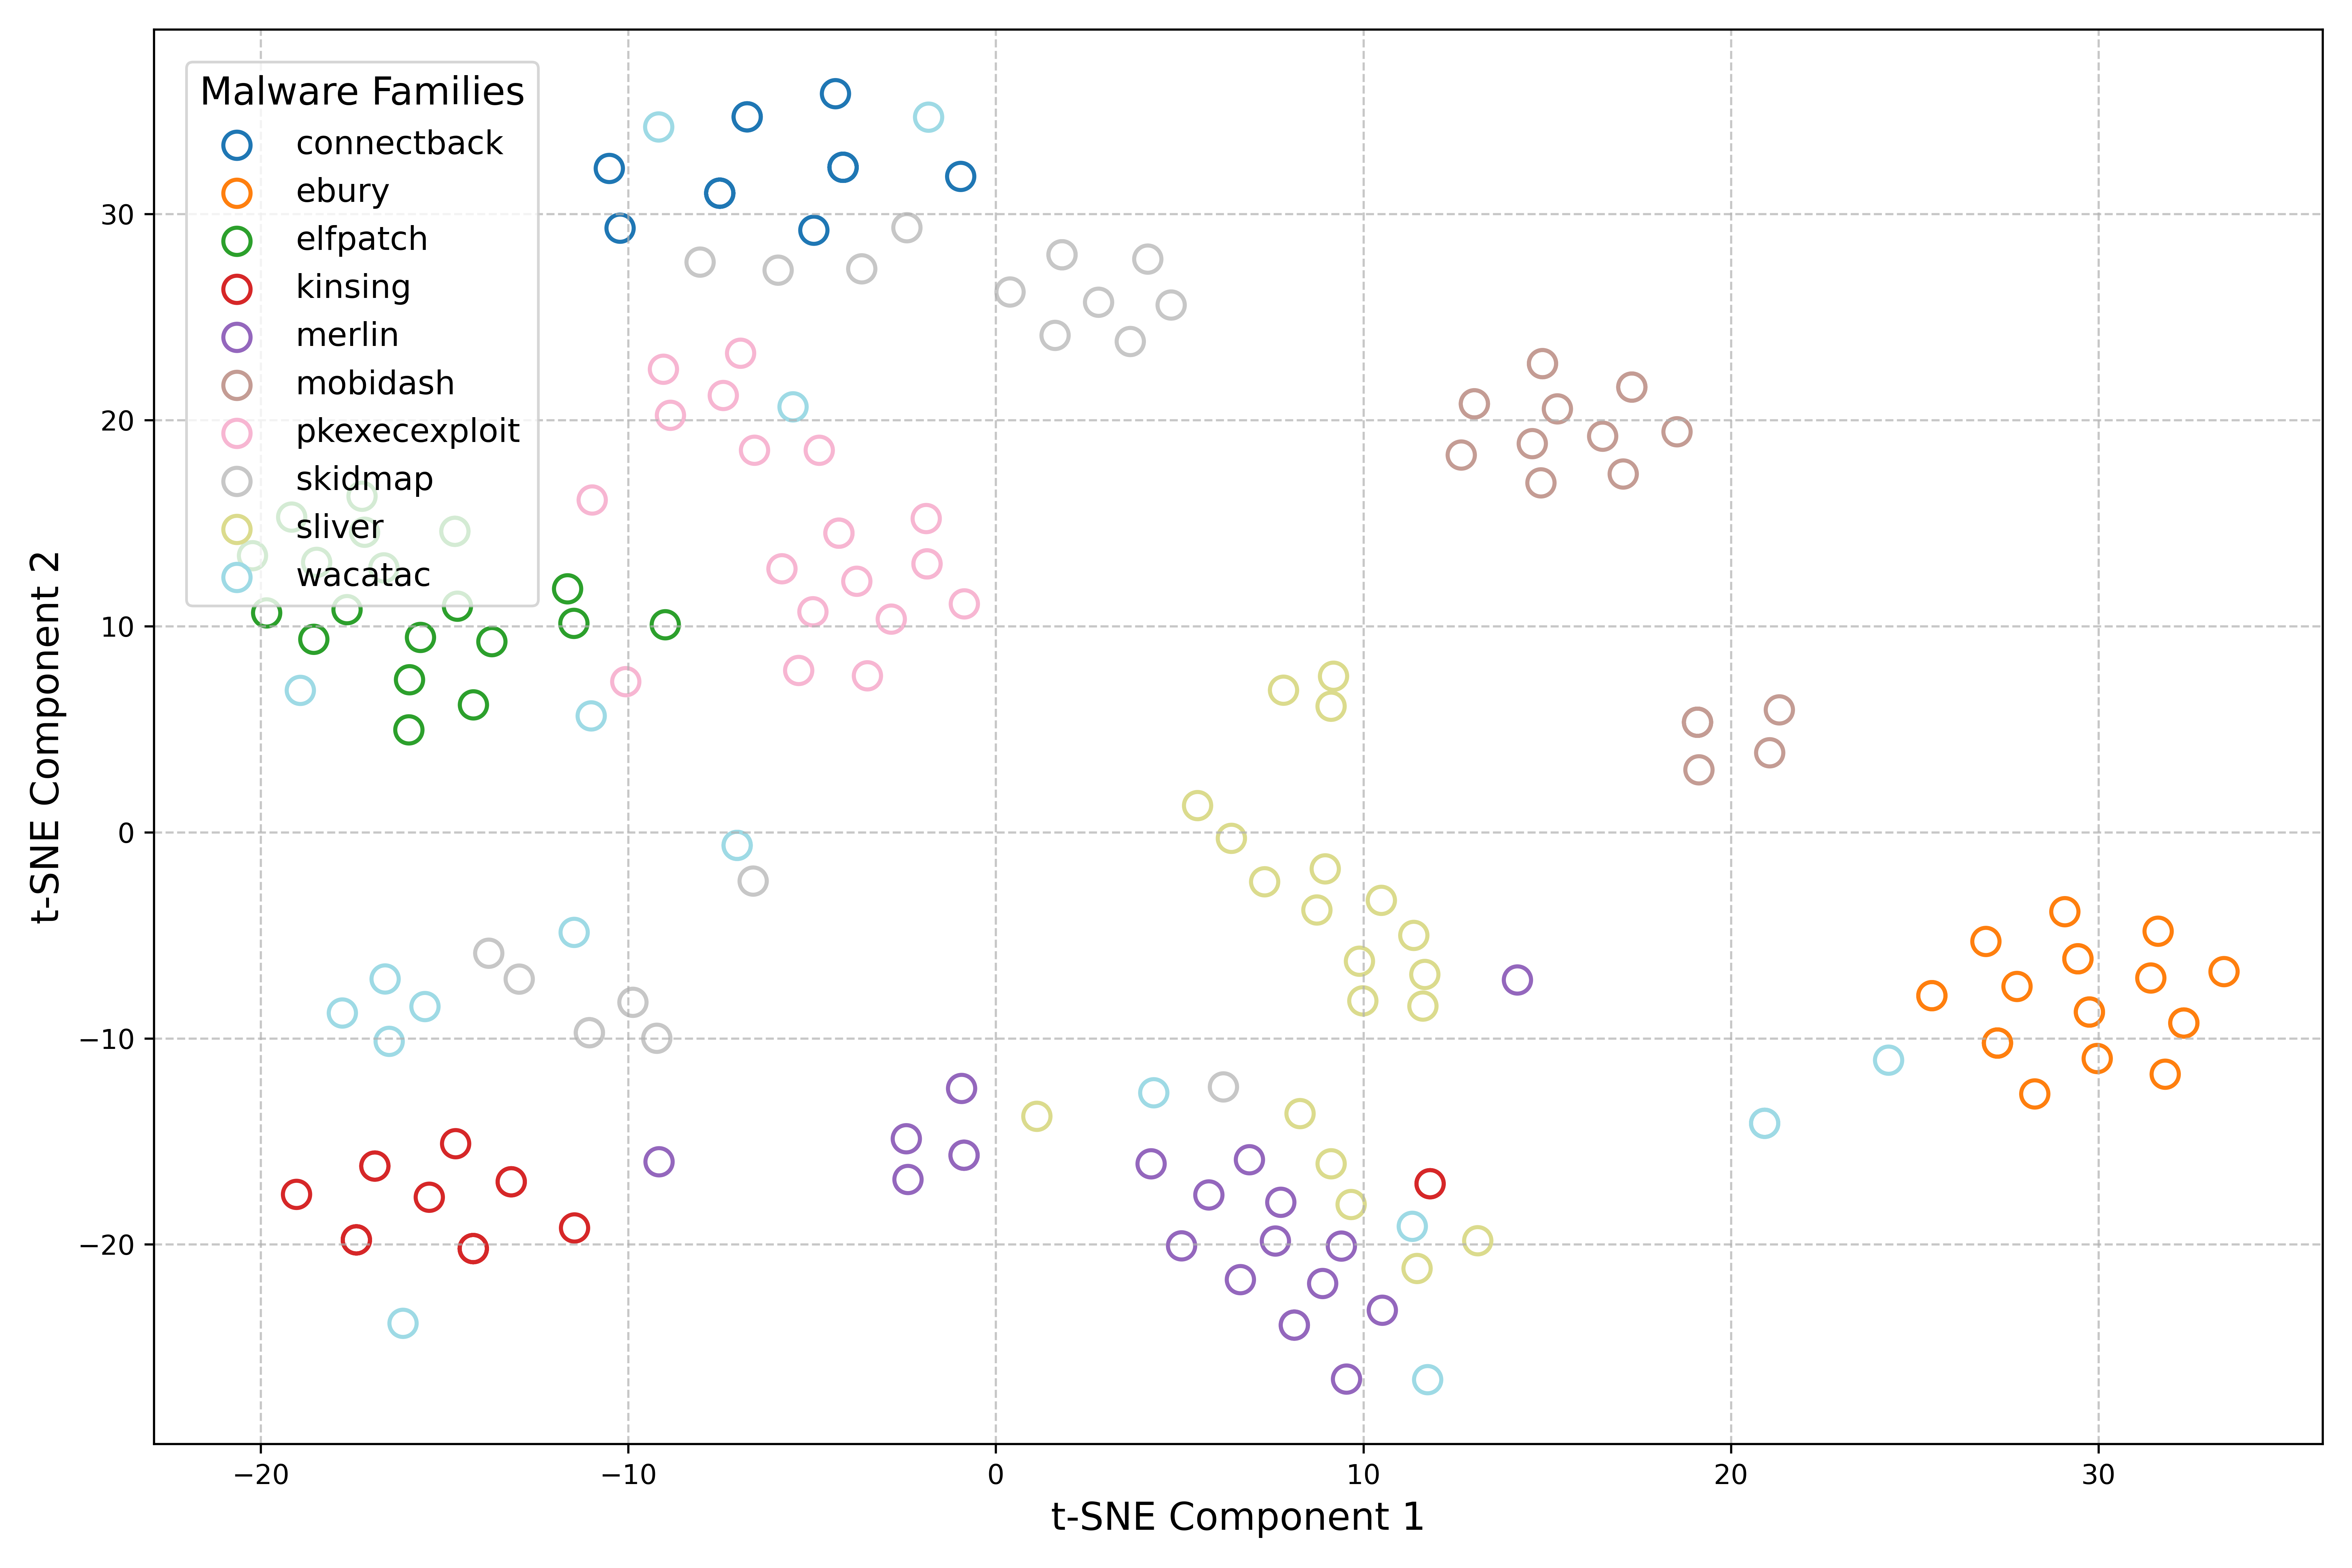 Malware Families
connectback
ebury
elfpatch
kinsing
merlin
mobidash
pkexecexploit
skidmap
sliver
wacatac
30
20
10
0
−10
−20
t-SNE Component 2
−20
−10
0
10
20
30
t-SNE Component 1